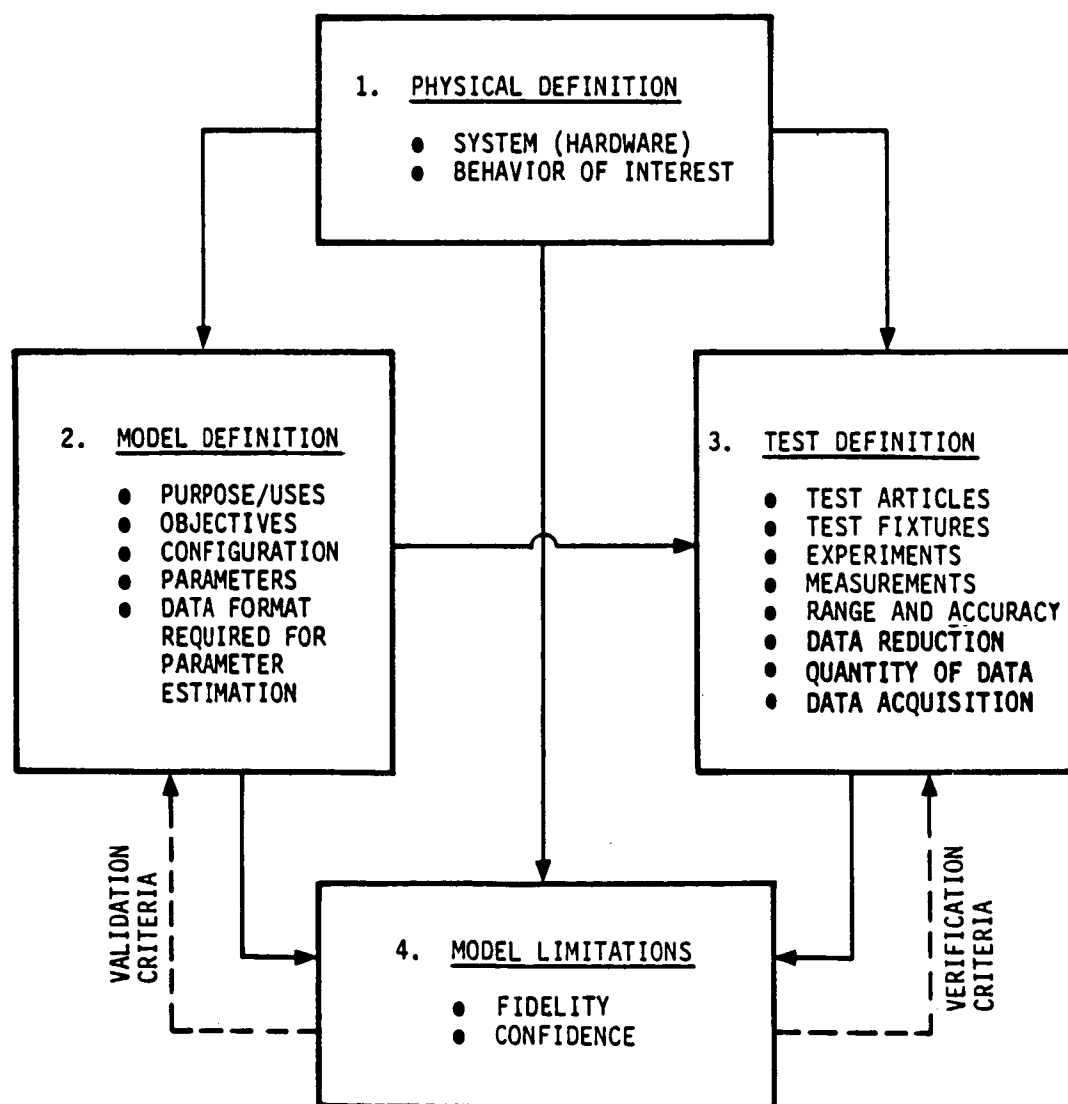 1. PHYSICAL DEFINITION
● SYSTEM (HARDWARE)
● BEHAVIOR OF INTEREST
2. MODEL DEFINITION
● PURPOSE/USES
● OBJECTIVES
● CONFIGURATION
● PARAMETERS
● DATA FORMAT
REQUIRED FOR
PARAMETER
ESTIMATION
3. TEST DEFINITION
● TEST ARTICLES
● TEST FIXTURES
● EXPERIMENTS
● MEASUREMENTS
● RANGE AND ACCURACY
● DATA REDUCTION
● QUANTITY OF DATA
● DATA ACQUISITION
VALIDATION
CRITERIA
4. MODEL LIMITATIONS
● FIDELITY
● CONFIDENCE
VERIFICATION
CRITERIA